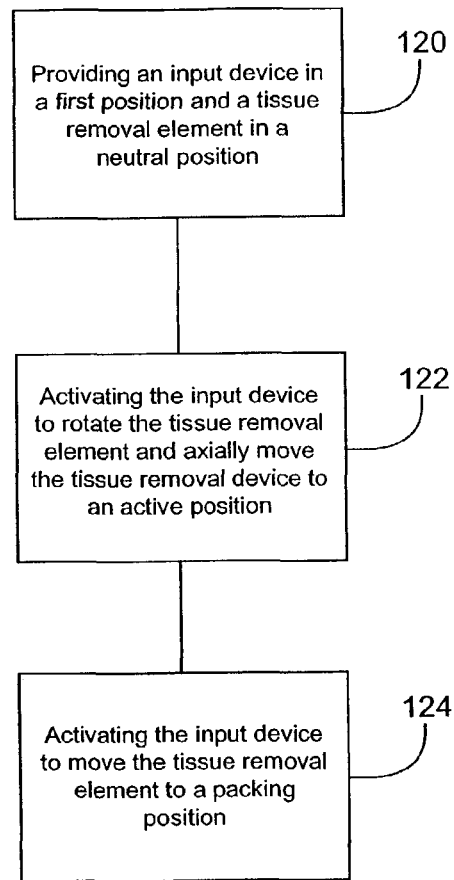 120
Providing an input device in
a first position and a tissue
removal element in a
neutral position
122
Activating the input device
to rotate the tissue removal
element and axially move
the tissue removal device to
an active position
124
Activating the input device
to move the tissue removal
element to a packing
position